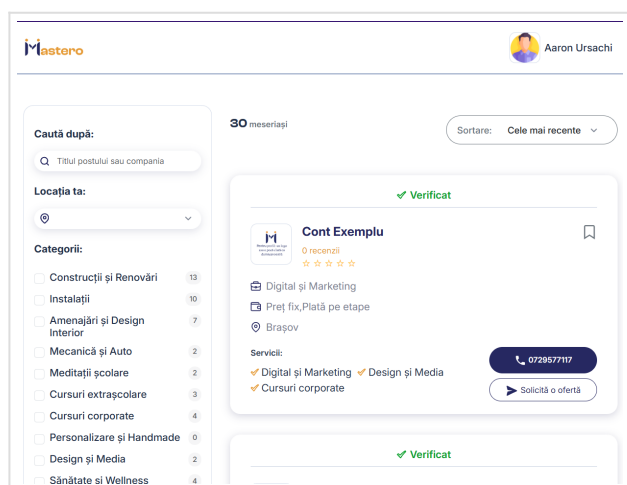 Mastero
Aaron Ursachi
Caută după:
Titlul postului sau compania
Locația ta:
Categorii:
Construcții și Renovări 13
Instalații 10
Amenajări și Design 7
Interior
Mecanică și Auto 2
Meditații școlare 2
Cursuri extrașcolare 3
Cursuri corporate 4
Personalizare și Handmade 0
Design și Media 2
Sănătate și Wellness 4
30 meseriași
Sortare: Cele mai recente
Verificat
Cont Exemplu
0 recenzii
Digital și Marketing
Preț fix,Plată pe etape
Brașov
Servicii:
Digital și Marketing Design și Media
Cursuri corporate
0729577117
Solicită o ofertă
Verificat